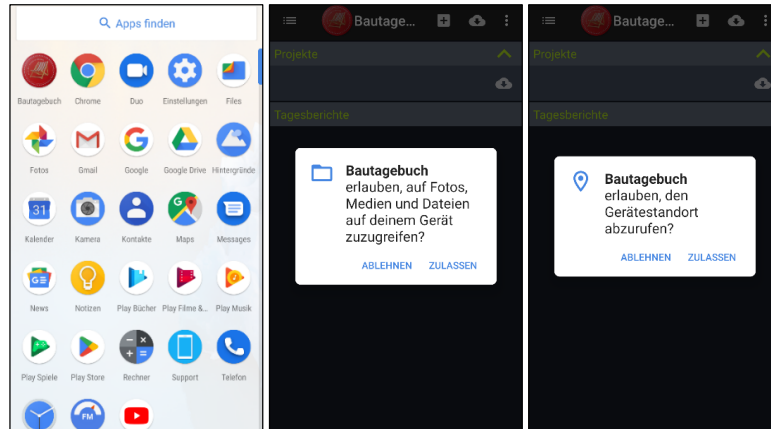 Apps finden
Bautagebuch Chrome Duo Einstellungen Files
Fotos Gmail Google Google Drive Hintergründe
31
Kalender Kamera Kontakte Maps Messages
GE
News Notizen Play Bücher Play Filme &... Play Musik
Play Spiele Play Store Rechner Support Telefon
FM
Bautage...
Projekte
Tagesberichte
Bautagebuch
erlauben, auf Fotos,
Medien und Dateien
auf deinem Gerät
zuzugreifen?
ABLEHNEN ZULASSEN
Bautage...
Projekte
Tagesberichte
Bautagebuch
erlauben, den
Gerätestandort
abzurufen?
ABLEHNEN ZULASSEN